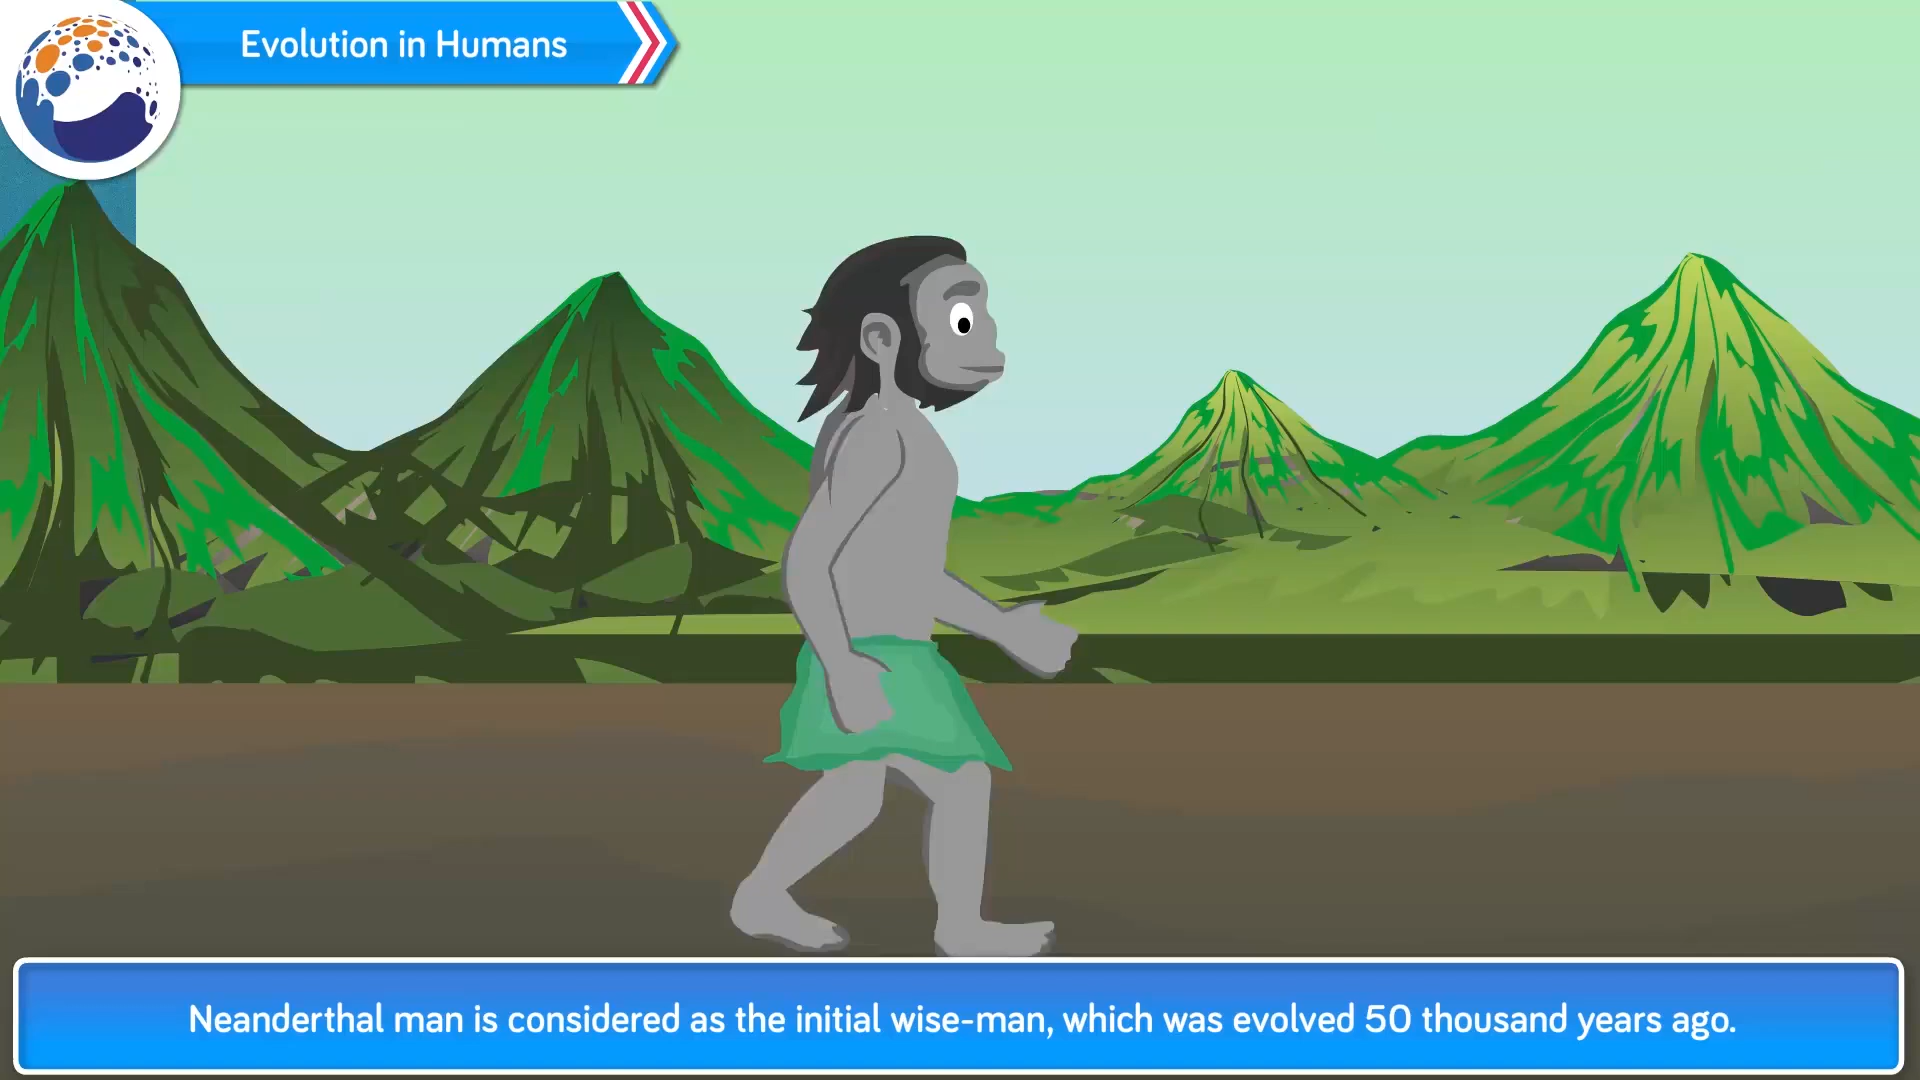 Evolution in Humans
Neanderthal man is considered as the initial wise-man, which was evolved 50 thousand years ago.